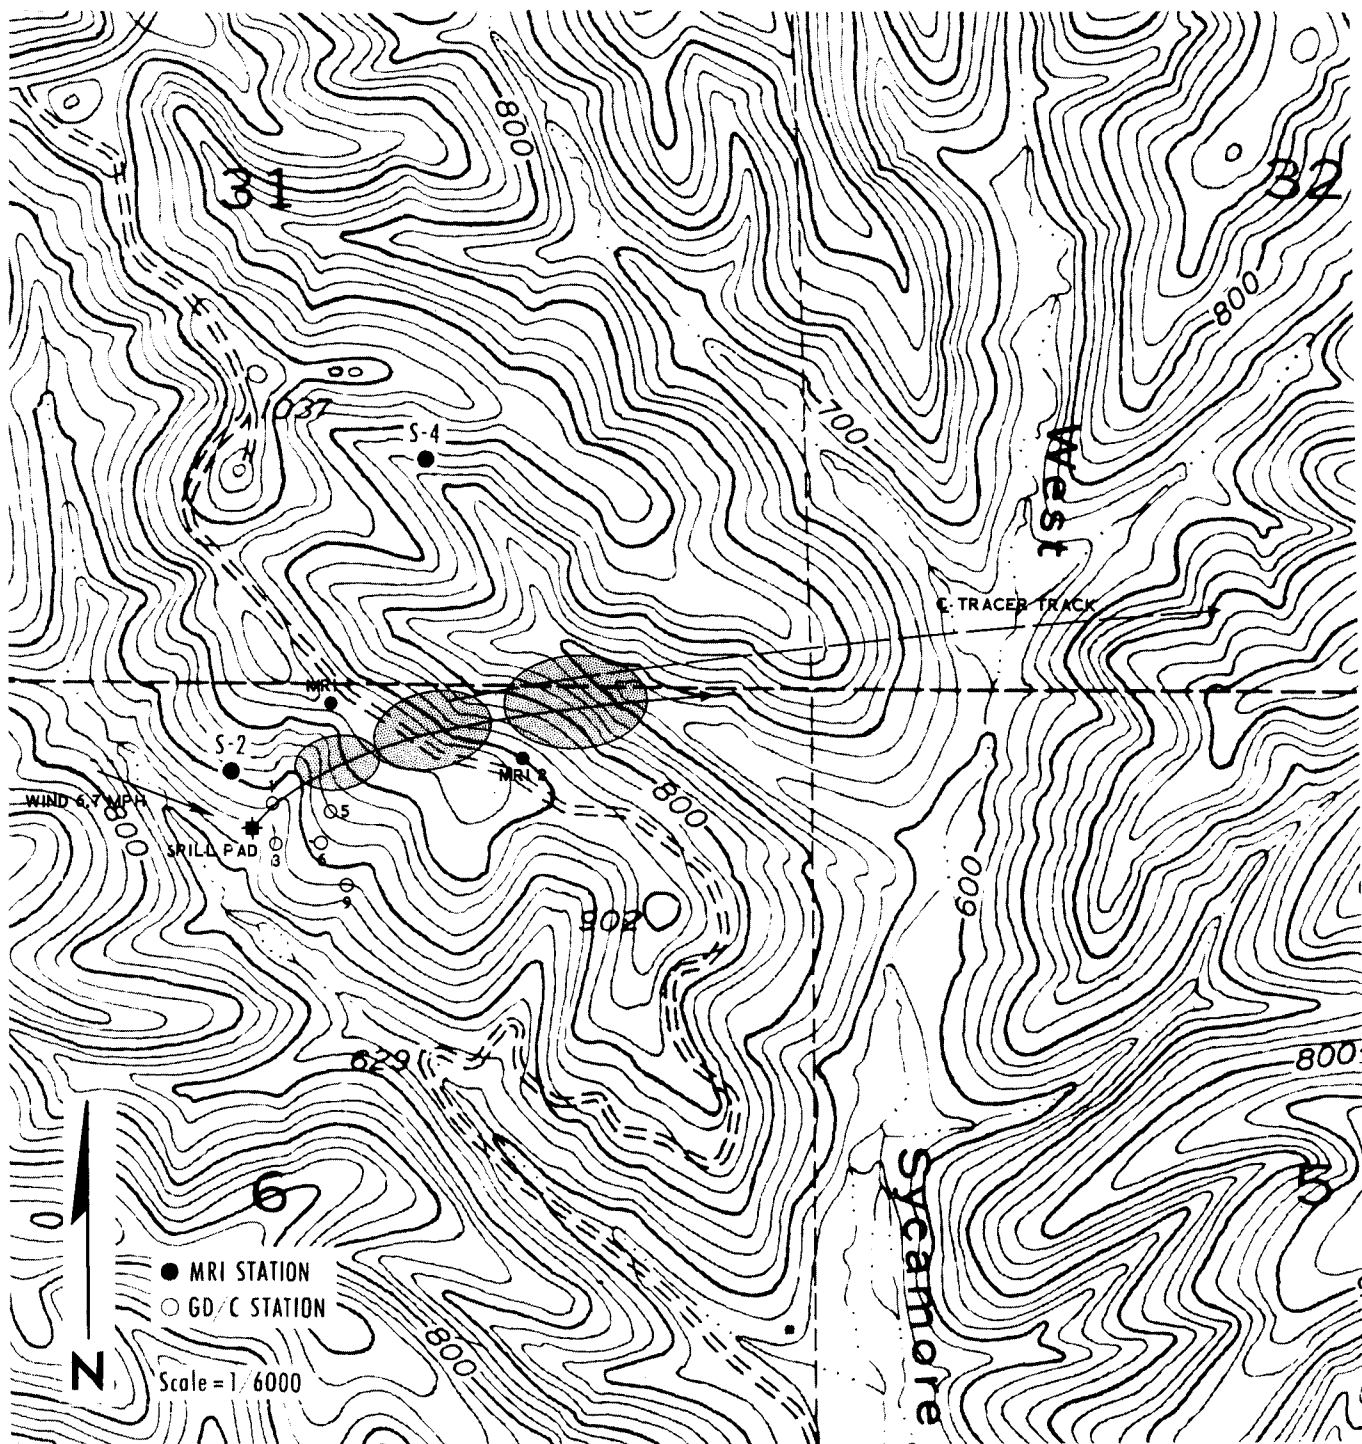 800
31
32
800
1037
S-4
700
West
℄ TRACER TRACK
MRI
S-2
MRI 2
WIND 6.7 MPH
800
1
5
SPILL PAD
3
6
9
800
600
902
629
800
Sycamore
6
5
MRI STATION
GD/C STATION
800
N
Scale = 1/6000